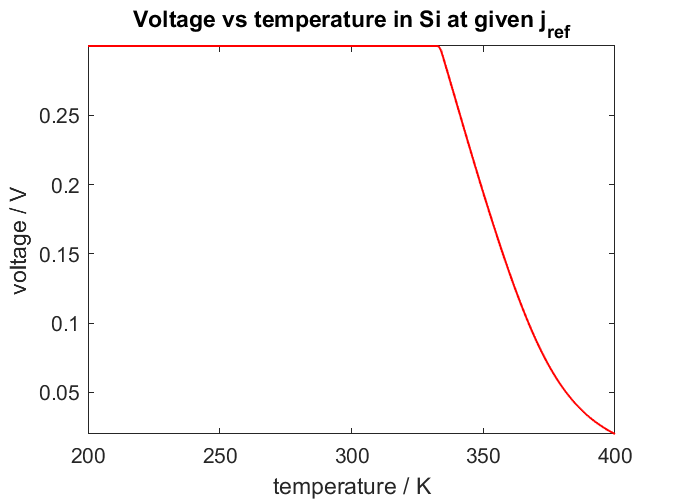 Voltage vs temperature in Si at given j_ref
0.25
0.2
0.15
0.1
0.05
voltage / V
200 250 300 350 400
temperature / K